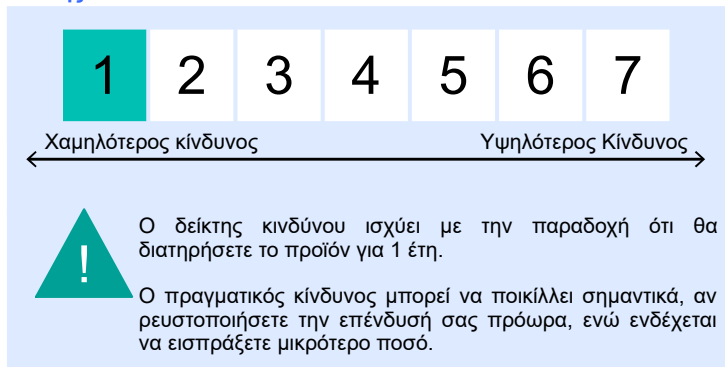 1 2 3 4 5 6 7
Χαμηλότερος κίνδυνος Υψηλότερος Κίνδυνος
Ο δείκτης κινδύνου ισχύει με την παραδοχή ότι θα
διατηρήσετε το προϊόν για 1 έτη.
!
Ο πραγματικός κίνδυνος μπορεί να ποικίλλει σημαντικά, αν
ρευστοποιήσετε την επένδυσή σας πρόωρα, ενώ ενδέχεται
να εισπράξετε μικρότερο ποσό.